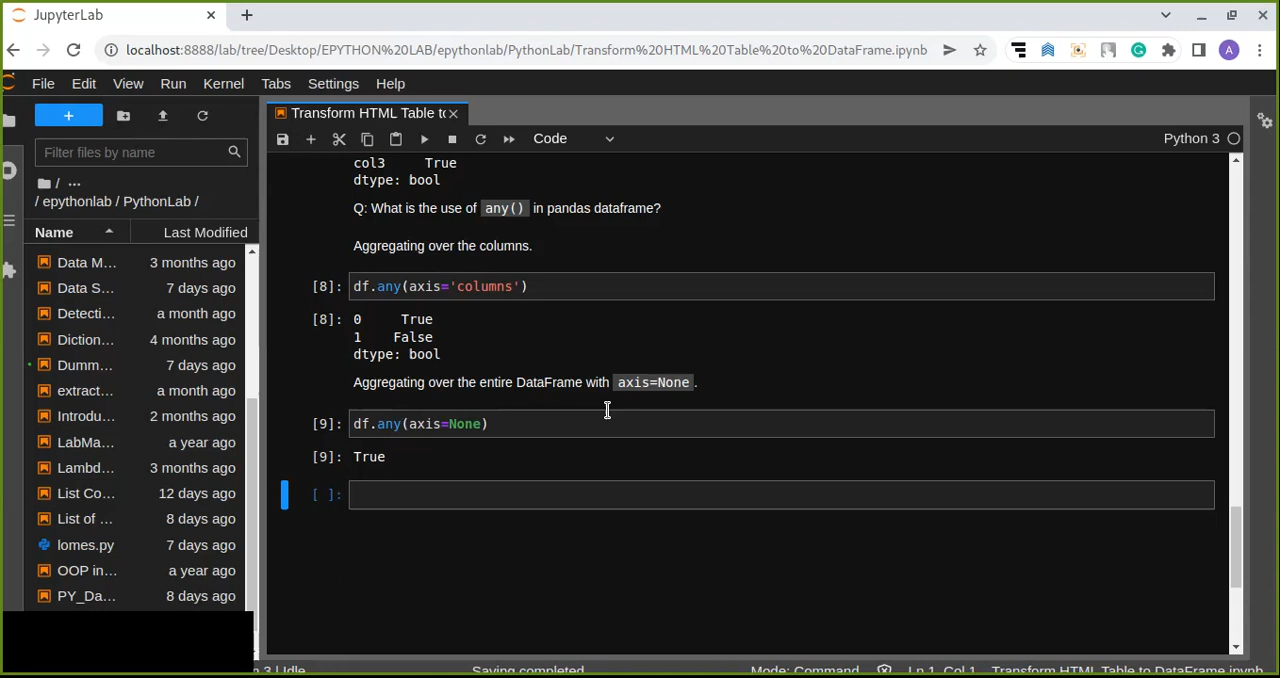 JupyterLab
localhost:8888/lab/tree/Desktop/EPYTHON%20LAB/epythonlab/PythonLab/Transform%20HTML%20Table%20to%20DataFrame.ipynb
A
File Edit View Run Kernel Tabs Settings Help
Transform HTML Table to
Code
Python 3
Filter files by name
/ ...
/ epythonlab / PythonLab /
Name Last Modified
Data M... 3 months ago
Data S... 7 days ago
Detecti... a month ago
Diction... 4 months ago
Dumm... 7 days ago
extract... a month ago
Introdu... 2 months ago
LabMa... a year ago
Lambd... 3 months ago
List Co... 12 days ago
List of ... 8 days ago
lomes.py 7 days ago
OOP in... a year ago
PY_Da... 8 days ago
col3 True
dtype: bool
Q: What is the use of any() in pandas dataframe?
Aggregating over the columns.
[8]: df.any(axis='columns')
[8]: 0 True
1 False
dtype: bool
Aggregating over the entire DataFrame with axis=None.
[9]: df.any(axis=None)
[9]: True
[ ]:
3 | Idle Saving completed Mode: Command Ln 1, Col 1 Transform HTML Table to DataFrame.ipynb